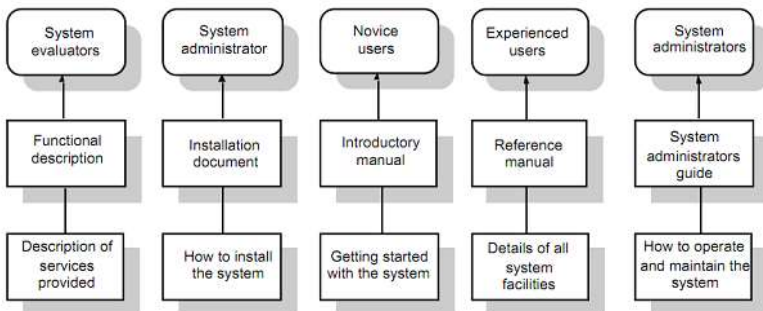 System
evaluators
System
administrator
Novice
users
Experienced
users
System
administrators
Functional
description
Installation
document
Introductory
manual
Reference
manual
System
administrators
guide
Description of
services
provided
How to install
the system
Getting started
with the system
Details of all
system
facilities
How to operate
and maintain the
system